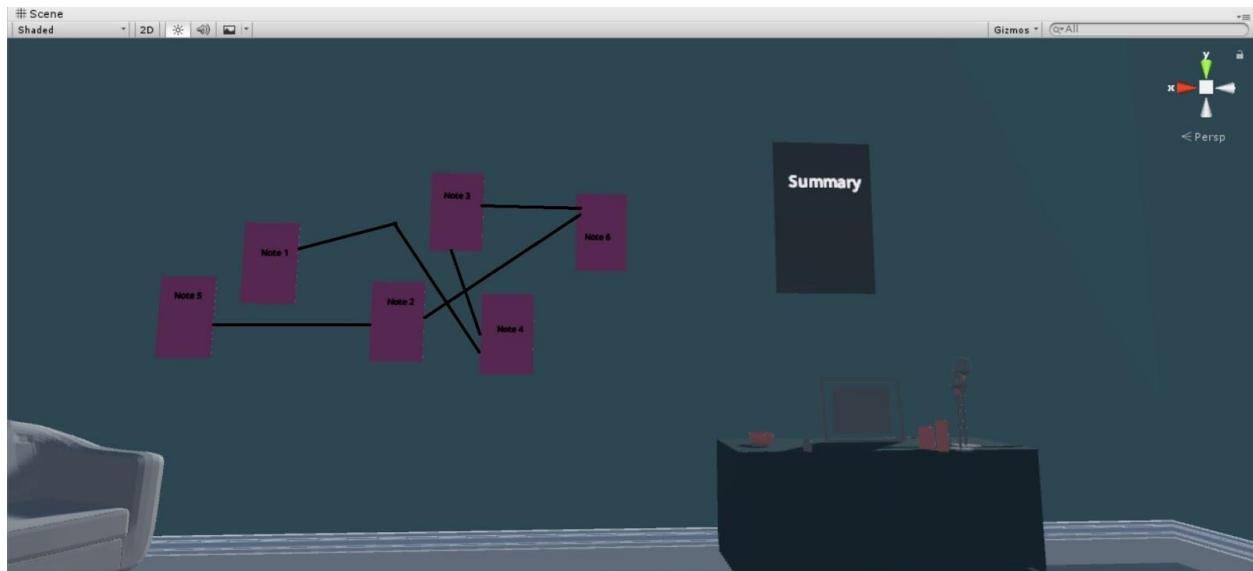 # Scene
Shaded 2D Gizmos All
y
x
Persp
Summary
Note 3
Note 6
Note 1
Note 5
Note 2
Note 4